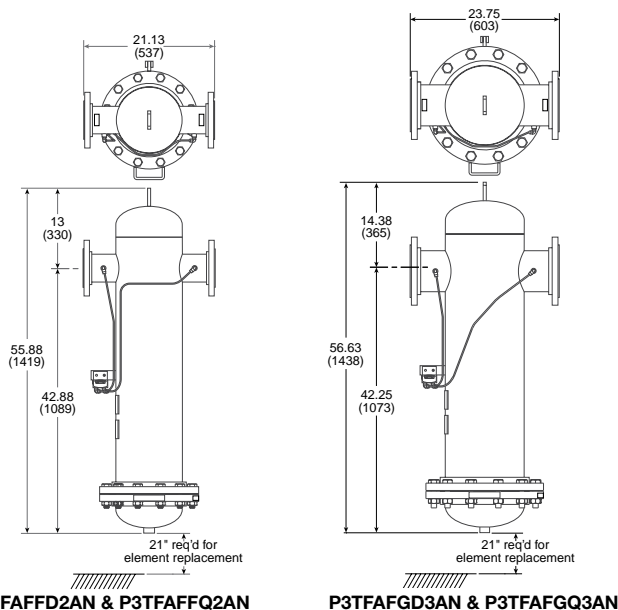 21.13
(537)
13
(330)
55.88
(1419)
42.88
(1089)
21" req'd for
element replacement
FAFFD2AN & P3TFAFFQ2AN
23.75
(603)
14.38
(365)
56.63
(1438)
42.25
(1073)
21" req'd for
element replacement
P3TFAFGD3AN & P3TFAFGQ3AN